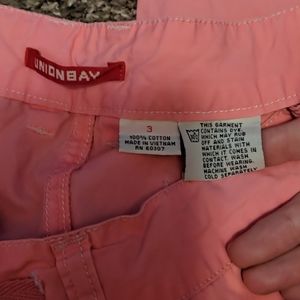 UNIONBAY
3
100% COTTON
MADE IN VIETNAM
RN 60307
THIS GARMENT
CONTAINS DYE
WHICH MAY RUB
OFF AND STAIN
MATERIALS WITH
WHICH IT COMES IN
CONTACT. WASH
BEFORE WEARING.
MACHINE WASH
COLD SEPARATELY